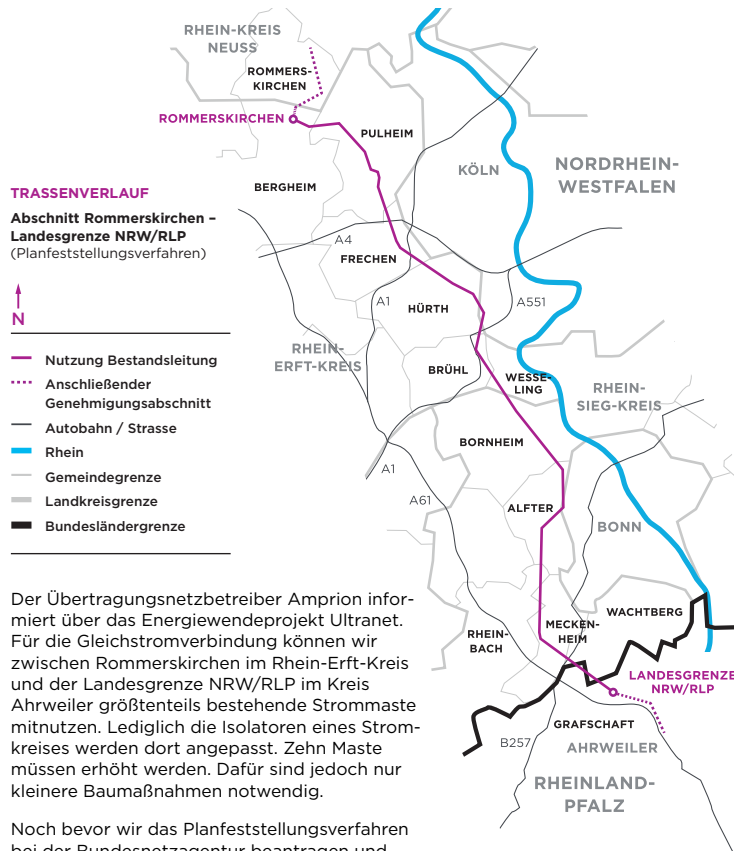 RHEIN-KREIS
NEUSS
ROMMERS-
KIRCHEN
ROMMERSKIRCHEN
PULHEIM
KÖLN
NORDRHEIN-
WESTFALEN
BERGHEIM
TRASSENVERLAUF
Abschnitt Rommerskirchen –
Landesgrenze NRW/RLP
(Planfeststellungsverfahren)
N
A4
FRECHEN
A1
A551
HÜRTH
RHEIN-
ERFT-KREIS
BRÜHL
WESSE-
LING
RHEIN-
SIEG-KREIS
Nutzung Bestandsleitung
Anschließender
Genehmigungsabschnitt
Autobahn / Strasse
Rhein
Gemeindegrenze
Landkreisgrenze
Bundesländergrenze
BORNHEIM
A1
A61
ALFTER
BONN
WACHTBERG
MECKEN-
HEIM
RHEIN-
BACH
LANDESGRENZE
NRW/RLP
GRAFSCHAFT
B257
AHRWEILER
RHEINLAND-
PFALZ
Der Übertragungsnetzbetreiber Amprion infor-
miert über das Energiewendeprojekt Ultranet.
Für die Gleichstromverbindung können wir
zwischen Rommerskirchen im Rhein-Erft-Kreis
und der Landesgrenze NRW/RLP im Kreis
Ahrweiler größtenteils bestehende Strommaste
mitnutzen. Lediglich die Isolatoren eines Strom-
kreises werden dort angepasst. Zehn Maste
müssen erhöht werden. Dafür sind jedoch nur
kleinere Baumaßnahmen notwendig.
Noch bevor wir das Planfeststellungsverfahren
bei der Bundesnetzagentur beantragen und